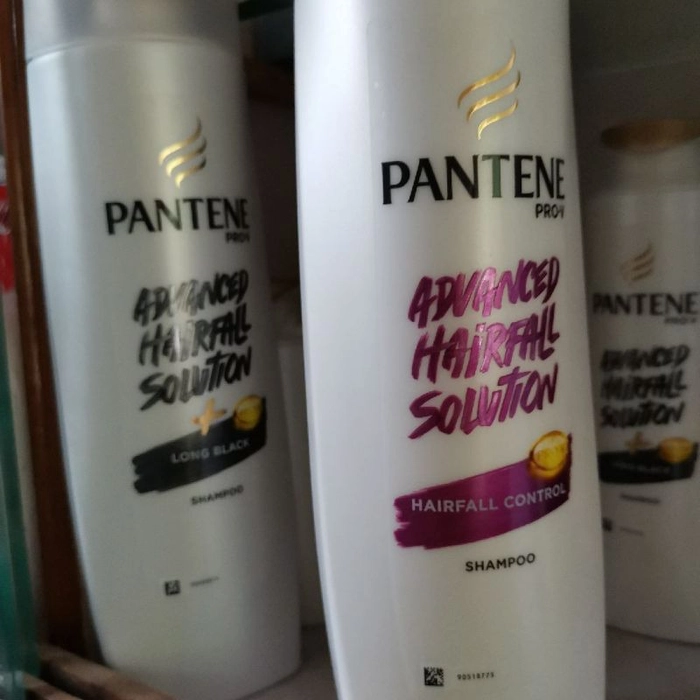 PANTENE
PRO-V
ADVANCED
HAIRFALL
SOLUTION
+
LONG BLACK
SHAMPOO
PANTENE
PRO-V
ADVANCED
HAIRFALL
SOLUTION
HAIRFALL CONTROL
SHAMPOO
PANTENE
PRO-V
ADVANCED
HAIRFALL
SOLUTION
+
LONG BLACK